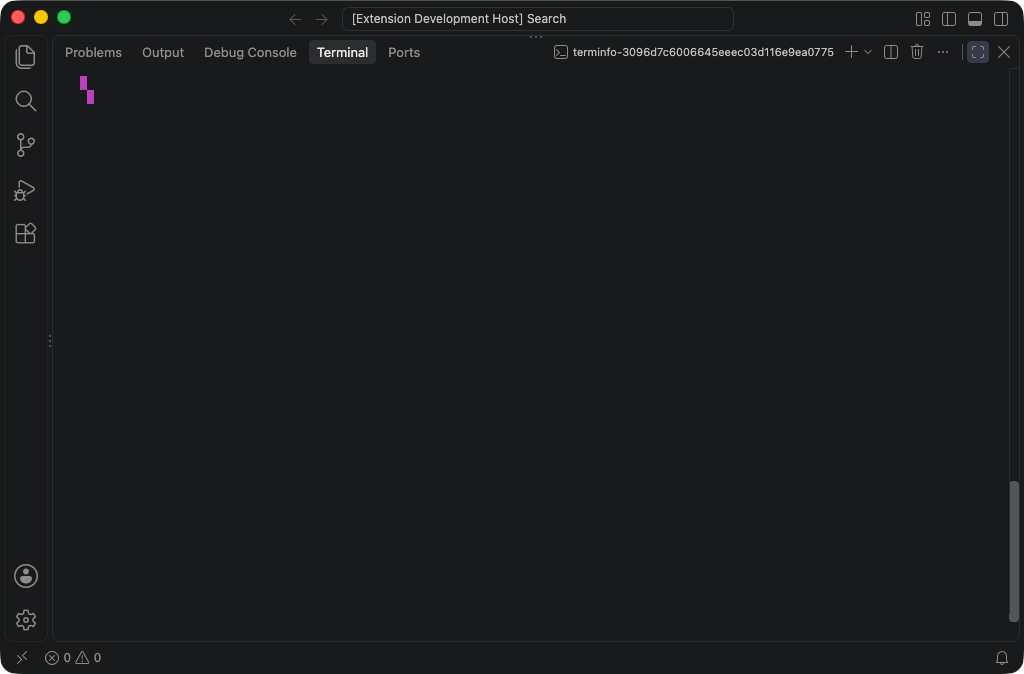 [Extension Development Host] Search
Problems Output Debug Console Terminal Ports terminfo-3096d7c6006645eeec03d116e9ea0775
0 0